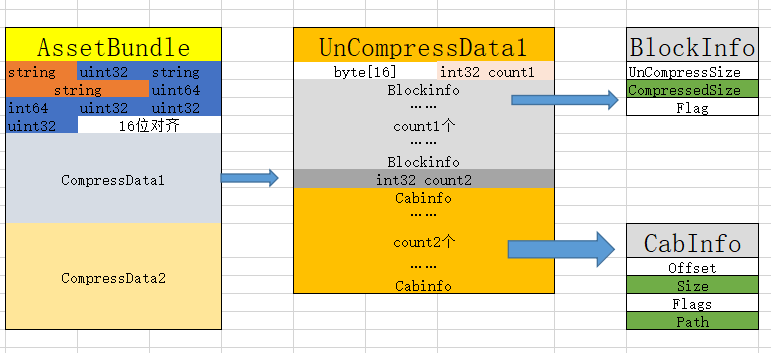 AssetBundle
string uint32 string
string uint64
int64 uint32 uint32
uint32 16位对齐
CompressData1
CompressData2
UnCompressData1
byte[16] int32 count1
Blockinfo
……
count1个
……
Blockinfo
int32 count2
Cabinfo
……
count2个
……
Cabinfo
BlockInfo
UnCompressSize
CompressedSize
Flag
CabInfo
Offset
Size
Flags
Path